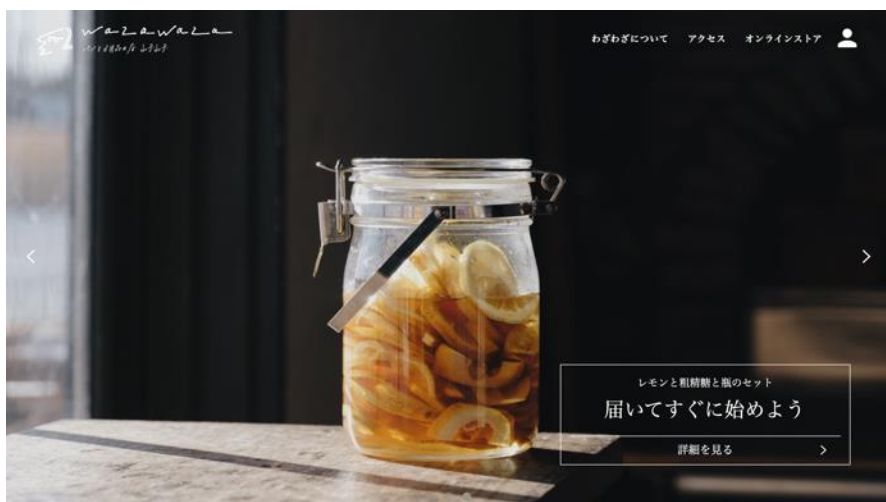 wazawaza
わざわざについて
アクセス
オンラインストア
レモンと粗精糖と瓶のセット
届いてすぐに始めよう
詳細を見る